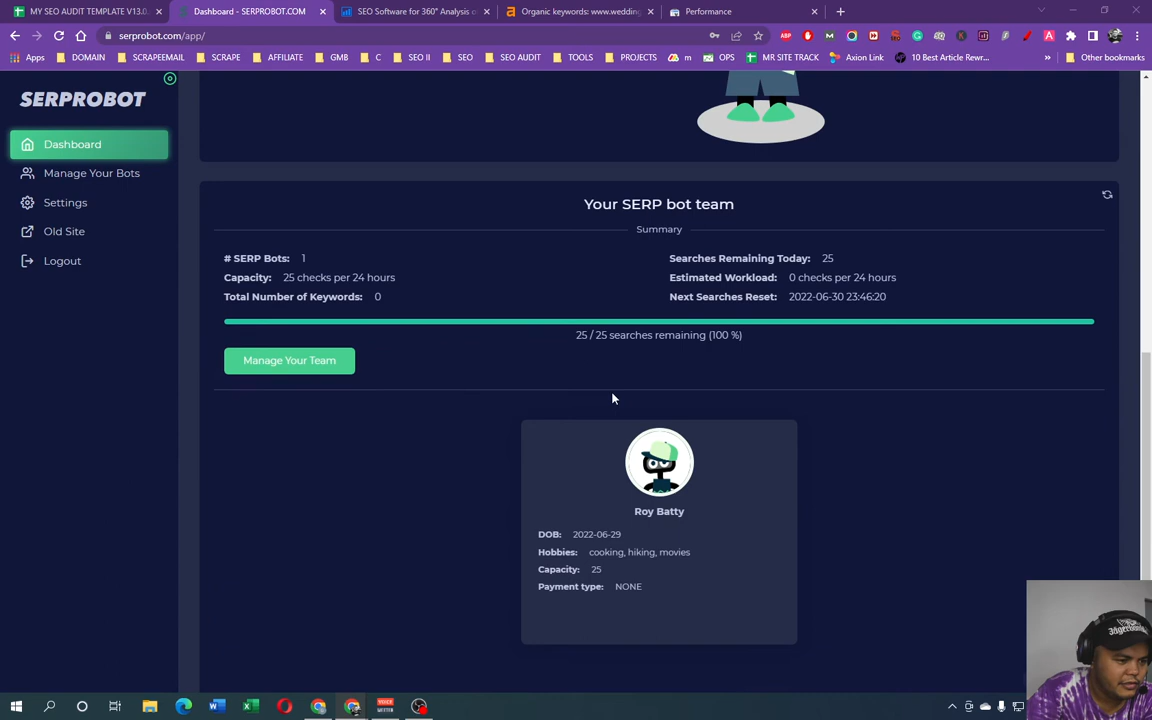 MY SEO AUDIT TEMPLATE V13.0.
Dashboard - SERPROBOT.COM
SEO Software for 360° Analysis o
Organic keywords: www.wedding
Performance
serprobot.com/app/
Apps
DOMAIN
SCRAPEEMAIL
SCRAPE
AFFILIATE
GMB
C
SEO II
SEO
SEO AUDIT
TOOLS
PROJECTS
m
OPS
MR SITE TRACK
Axion Link
10 Best Article Rewr...
Other bookmarks
SERPROBOT
Dashboard
Manage Your Bots
Settings
Old Site
Logout
Your SERP bot team
Summary
# SERP Bots: 1
Capacity: 25 checks per 24 hours
Total Number of Keywords: 0
Searches Remaining Today: 25
Estimated Workload: 0 checks per 24 hours
Next Searches Reset: 2022-06-30 23:46:20
25 / 25 searches remaining (100 %)
Manage Your Team
Roy Batty
DOB: 2022-06-29
Hobbies: cooking, hiking, movies
Capacity: 25
Payment type: NONE